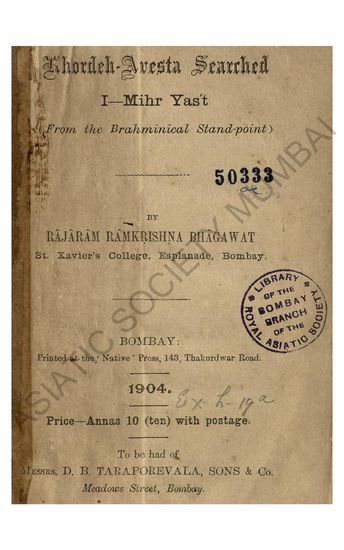 Khordeh-Avesta Searched
I—Mihr Yas't
(From the Brahminical Stand-point)
50333
BY
RÂJÂRÂM RÂMKRISHNA BHÂGAWAT
St. Xavier's College, Esplanade, Bombay.
LIBRARY
OF THE
BOMBAY
BRANCH
OF THE
ROYAL ASIATIC SOCIETY
BOMBAY:
Printed at the 'Native' Press, 143, Thakurdwar Road.
1904.
Price—Annas 10 (ten) with postage.
To be had of
MESSRS. D. B. TARAPOREVALA, SONS & Co.
Meadows Street, Bombay.
ASIATIC SOCIETY MUMBAI